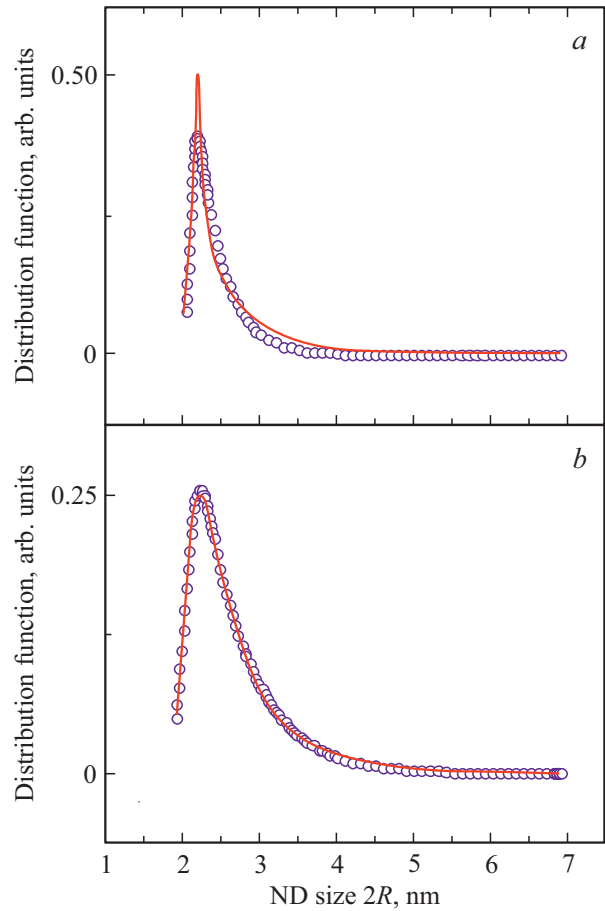 a
0.50
0
Distribution function, arb. units
b
0.25
0
Distribution function, arb. units
1 2 3 4 5 6 7
ND size 2R, nm